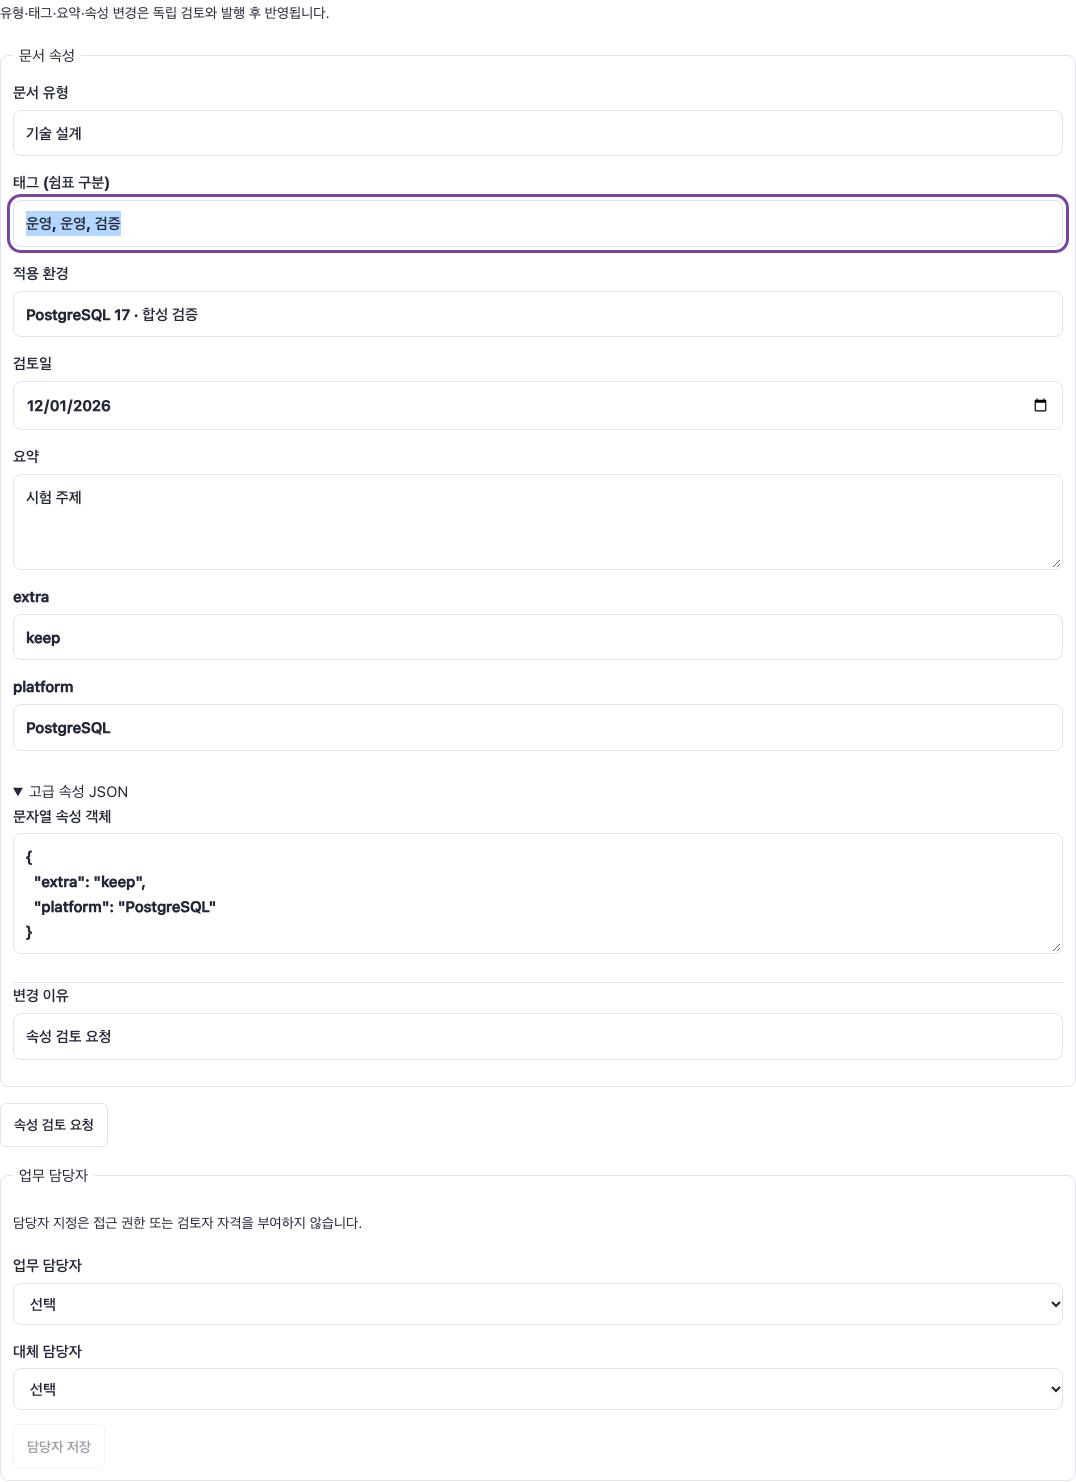 유형·태그·요약·속성 변경은 독립 검토와 발행 후 반영됩니다.
문서 속성
문서 유형
기술 설계
태그 (쉼표 구분)
운영, 운영, 검증
적용 환경
PostgreSQL 17 · 합성 검증
검토일
12/01/2026
요약
시험 주제
extra
keep
platform
PostgreSQL
▼ 고급 속성 JSON
문자열 속성 객체
{
"extra": "keep",
"platform": "PostgreSQL"
}
변경 이유
속성 검토 요청
속성 검토 요청
업무 담당자
담당자 지정은 접근 권한 또는 검토자 자격을 부여하지 않습니다.
업무 담당자
선택
대체 담당자
선택
담당자 저장